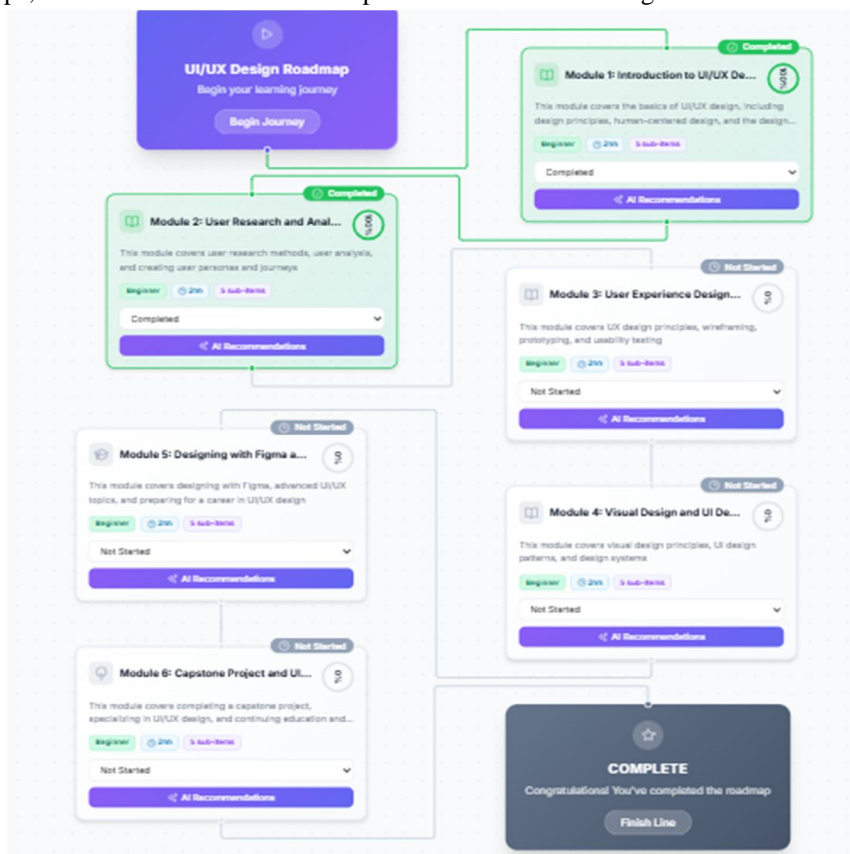 UI/UX Design Roadmap
Begin your learning journey
Begin Journey
Completed
Module 1: Introduction to UI/UX De...
100%
This module covers the basics of UI/UX design, including
design principles, human-centered design, and the design...
Beginner 2hh 5 sub-items
Completed
AI Recommendations
Completed
Module 2: User Research and Anal...
100%
This module covers user research methods, user analysis,
and creating user personas and journeys
Beginner 2hh 5 sub-items
Completed
AI Recommendations
Not Started
Module 3: User Experience Design...
0%
This module covers UX design principles, wireframing,
prototyping, and usability testing
Beginner 2hh 5 sub-items
Not Started
AI Recommendations
Not Started
Module 4: Visual Design and UI De...
0%
This module covers visual design principles, UI design
patterns, and design systems
Beginner 2hh 5 sub-items
Not Started
AI Recommendations
Not Started
Module 5: Designing with Figma a...
0%
This module covers designing with Figma, advanced UI/UX
topics, and preparing for a career in UI/UX design
Beginner 2hh 5 sub-items
Not Started
AI Recommendations
Not Started
Module 6: Capstone Project and UI...
0%
This module covers completing a capstone project,
specializing in UI/UX design, and continuing education and...
Beginner 2hh 5 sub-items
Not Started
AI Recommendations
COMPLETE
Congratulations! You've completed the roadmap
Finish Line